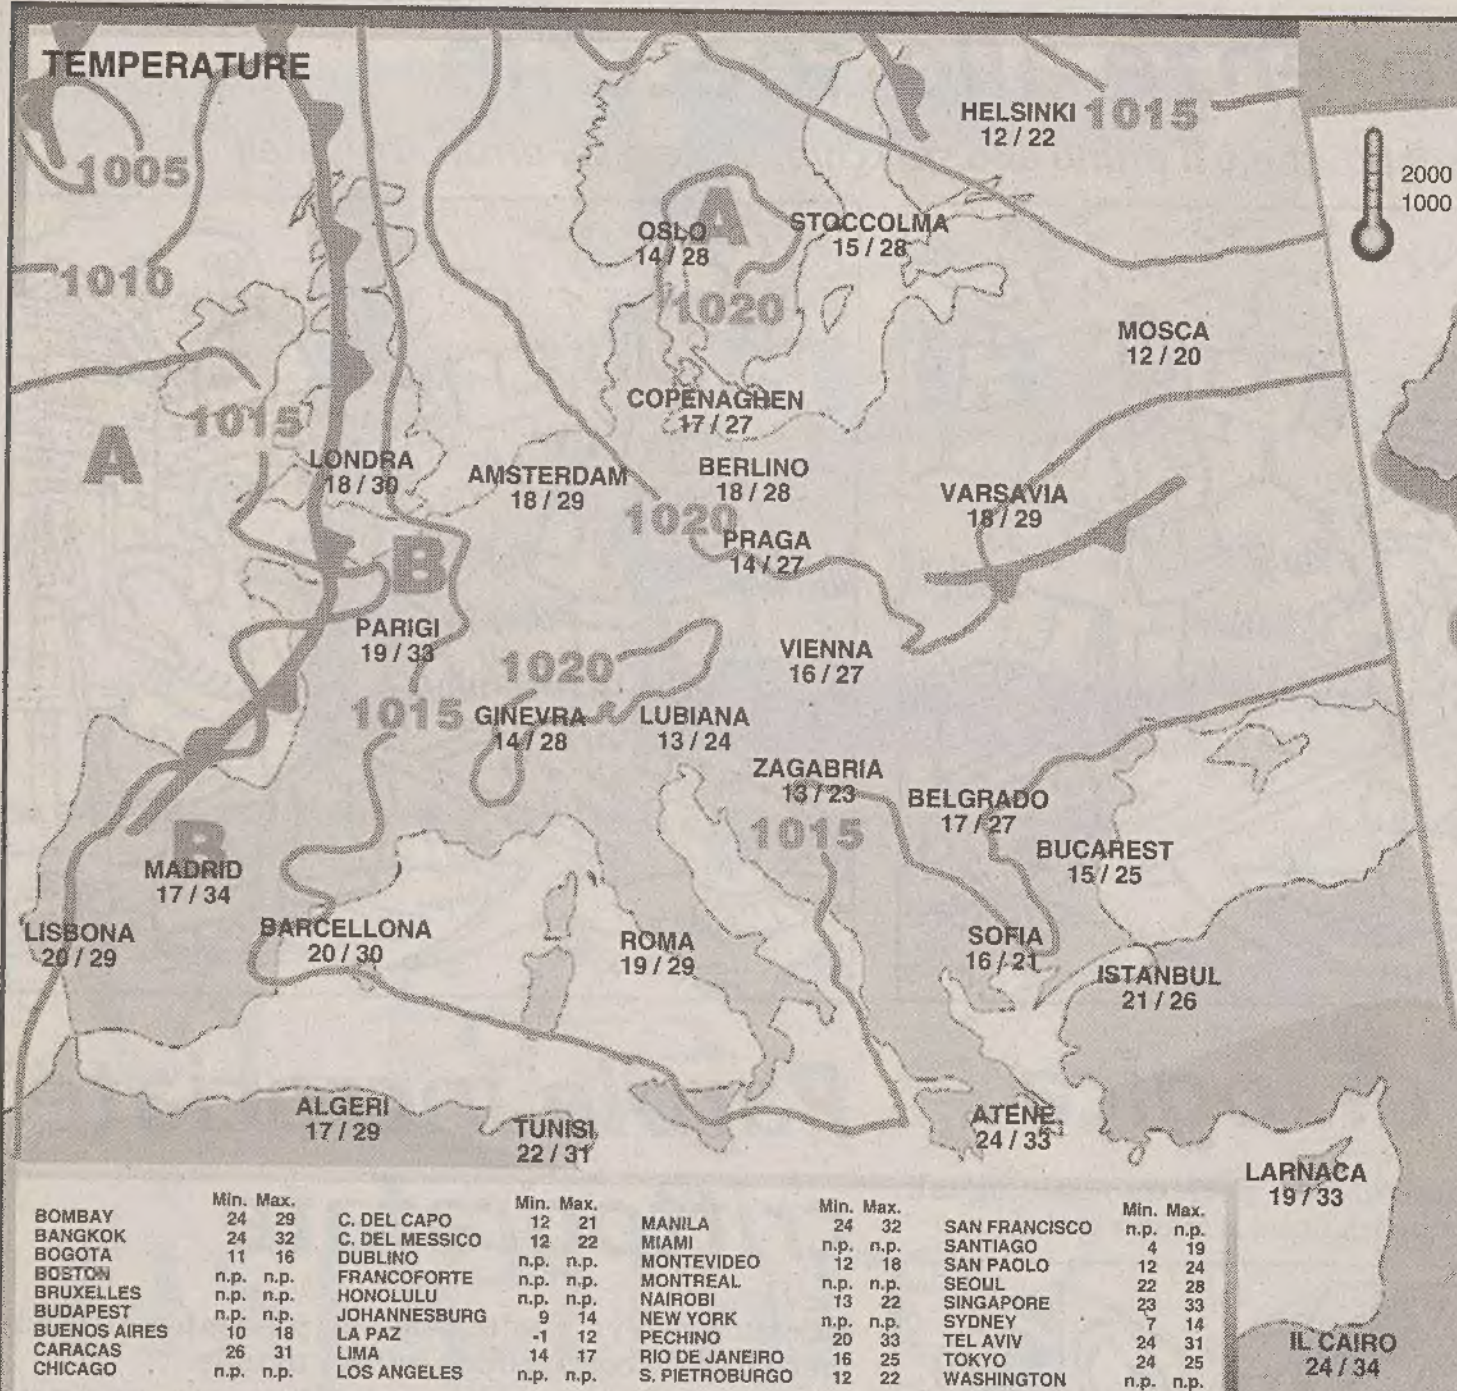 TEMPERATURE
HELSINKI
12 / 22
1015
1005
2000
1000
OSLO
14 / 28
A
STOCCOLMA
15 / 28
1010
1020
MOSCA
12 / 20
COPENAGHEN
17 / 27
1015
A
LONDRA
18 / 30
AMSTERDAM
18 / 29
BERLINO
18 / 28
VARSAVIA
18 / 29
1020
PRAGA
14 / 27
B
PARIGI
19 / 33
1020
VIENNA
16 / 27
1015
GINEVRA
14 / 28
LUBIANA
13 / 24
ZAGABRIA
13 / 23
BELGRADO
17 / 27
1015
B
MADRID
17 / 34
BUCAREST
15 / 25
LISBONA
20 / 29
BARCELLONA
20 / 30
ROMA
19 / 29
SOFIA
16 / 21
ISTANBUL
21 / 26
ALGERI
17 / 29
TUNISI
22 / 31
ATENE
24 / 33
LARNACA
19 / 33
IL CAIRO
24 / 34
Min. Max.
BOMBAY 24 29
BANGKOK 24 32
BOGOTA 11 16
BOSTON n.p. n.p.
BRUXELLES n.p. n.p.
BUDAPEST n.p. n.p.
BUENOS AIRES 10 18
CARACAS 26 31
CHICAGO n.p. n.p.
Min. Max.
C. DEL CAPO 12 21
C. DEL MESSICO 12 22
DUBLINO n.p. n.p.
FRANCOFORTE n.p. n.p.
HONOLULU n.p. n.p.
JOHANNESBURG 9 14
LA PAZ -1 12
LIMA 14 17
LOS ANGELES n.p. n.p.
Min. Max.
MANILA 24 32
MIAMI n.p. n.p.
MONTEVIDEO 12 18
MONTREAL n.p. n.p.
NAIROBI 13 22
NEW YORK n.p. n.p.
PECHINO 20 33
RIO DE JANEIRO 16 25
S. PIETROBURGO 12 22
Min. Max.
SAN FRANCISCO n.p. n.p.
SANTIAGO 4 19
SAN PAOLO 12 24
SEOUL 22 28
SINGAPORE 23 33
SYDNEY 7 14
TEL AVIV 24 31
TOKYO 24 25
WASHINGTON n.p. n.p.